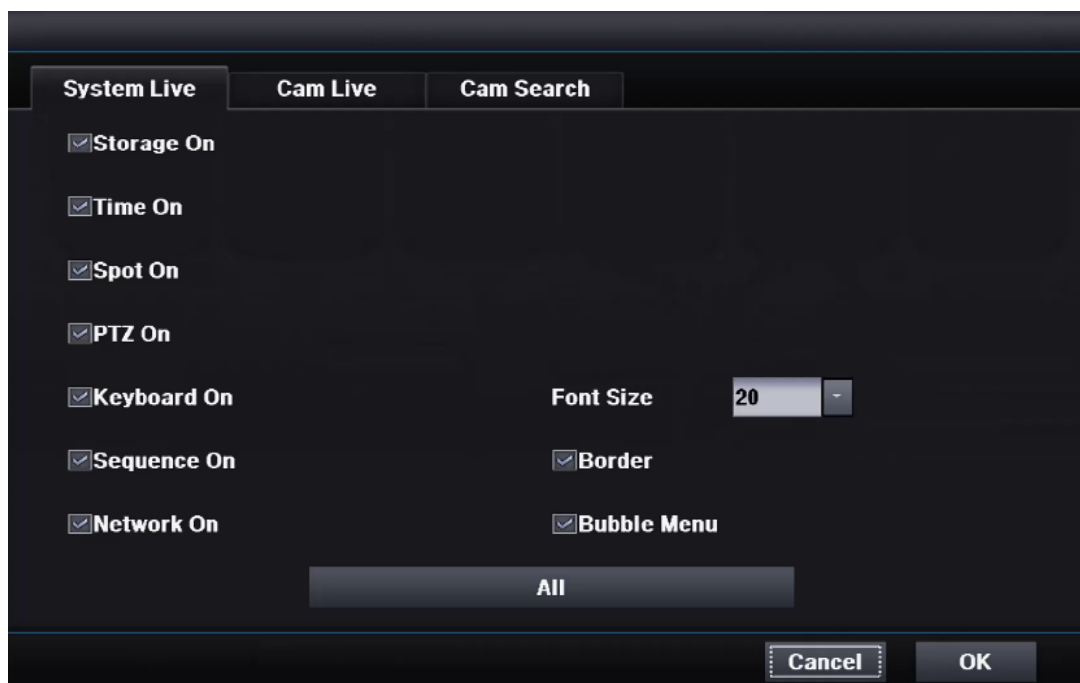 System Live Cam Live Cam Search
Storage On
Time On
Spot On
PTZ On
Keyboard On Font Size 20
Sequence On Border
Network On Bubble Menu
All
Cancel OK